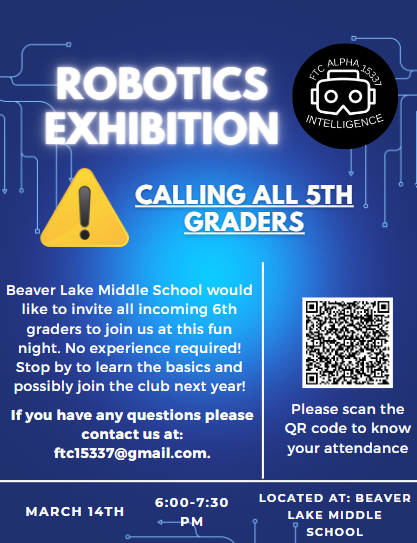 ROBOTICS
EXHIBITION
FTC ALPHA 15337
INTELLIGENCE
CALLING ALL 5TH
GRADERS
Beaver Lake Middle School would
like to invite all incoming 6th
graders to join us at this fun
night. No experience required!
Stop by to learn the basics and
possibly join the club next year!
If you have any questions please
contact us at:
ftc15337@gmail.com.
Please scan the
QR code to know
your attendance
MARCH 14TH
6:00-7:30
PM
LOCATED AT: BEAVER
LAKE MIDDLE
SCHOOL